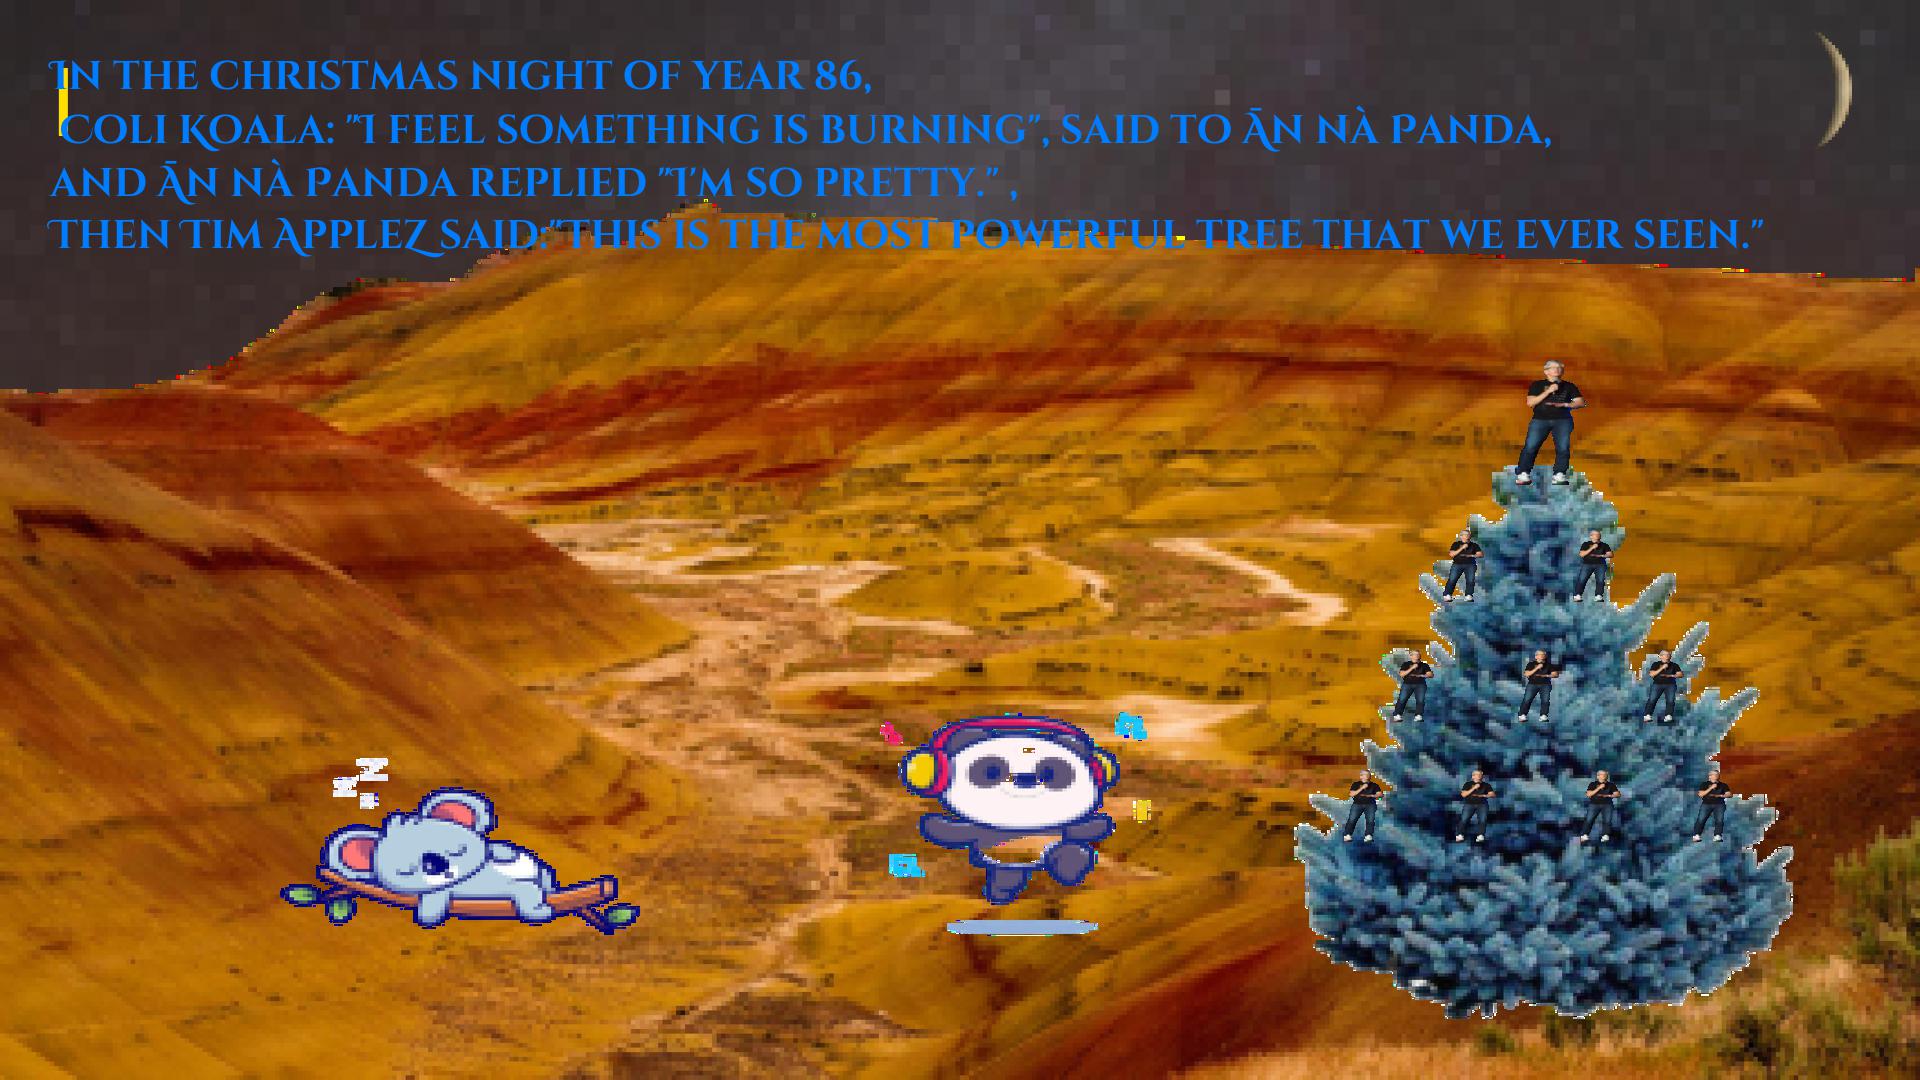 In the Christmas night of year 86,
Coli Koala: "I feel something is burning", said to Ān Nà Panda,
and Ān Nà Panda replied "I'm so pretty." ,
Then Tim Applez said:"This is the most powerful tree that we ever seen."